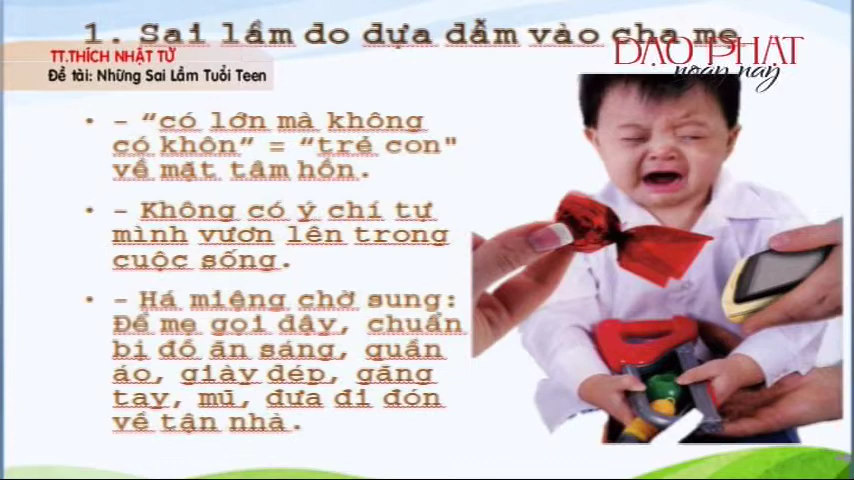 1. Sai lầm do dựa dẫm vào cha mẹ
ĐẠO PHẬT
ngày nay
TT.THÍCH NHẬT TỪ
Đề tài: Những Sai Lầm Tuổi Teen
• – “có lớn mà không
có khôn” = “trẻ con"
về mặt tâm hồn.
• – Không có ý chí tự
mình vươn lên trong
cuộc sống.
• – Há miệng chờ sung:
Để mẹ gọi dậy, chuẩn
bị đồ ăn sáng, quần
áo, giày dép, găng
tay, mũ, đưa đi đón
về tận nhà.